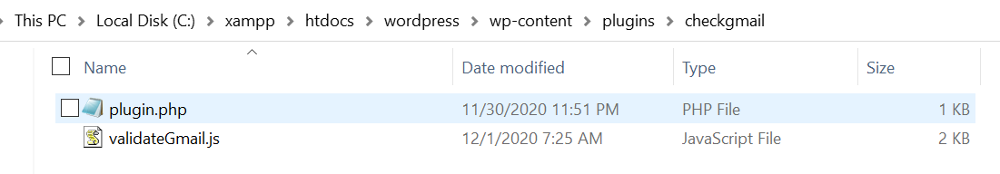 This PC > Local Disk (C:) > xampp > htdocs > wordpress > wp-content > plugins > checkgmail
Name Date modified Type Size
plugin.php 11/30/2020 11:51 PM PHP File 1 KB
validateGmail.js 12/1/2020 7:25 AM JavaScript File 2 KB